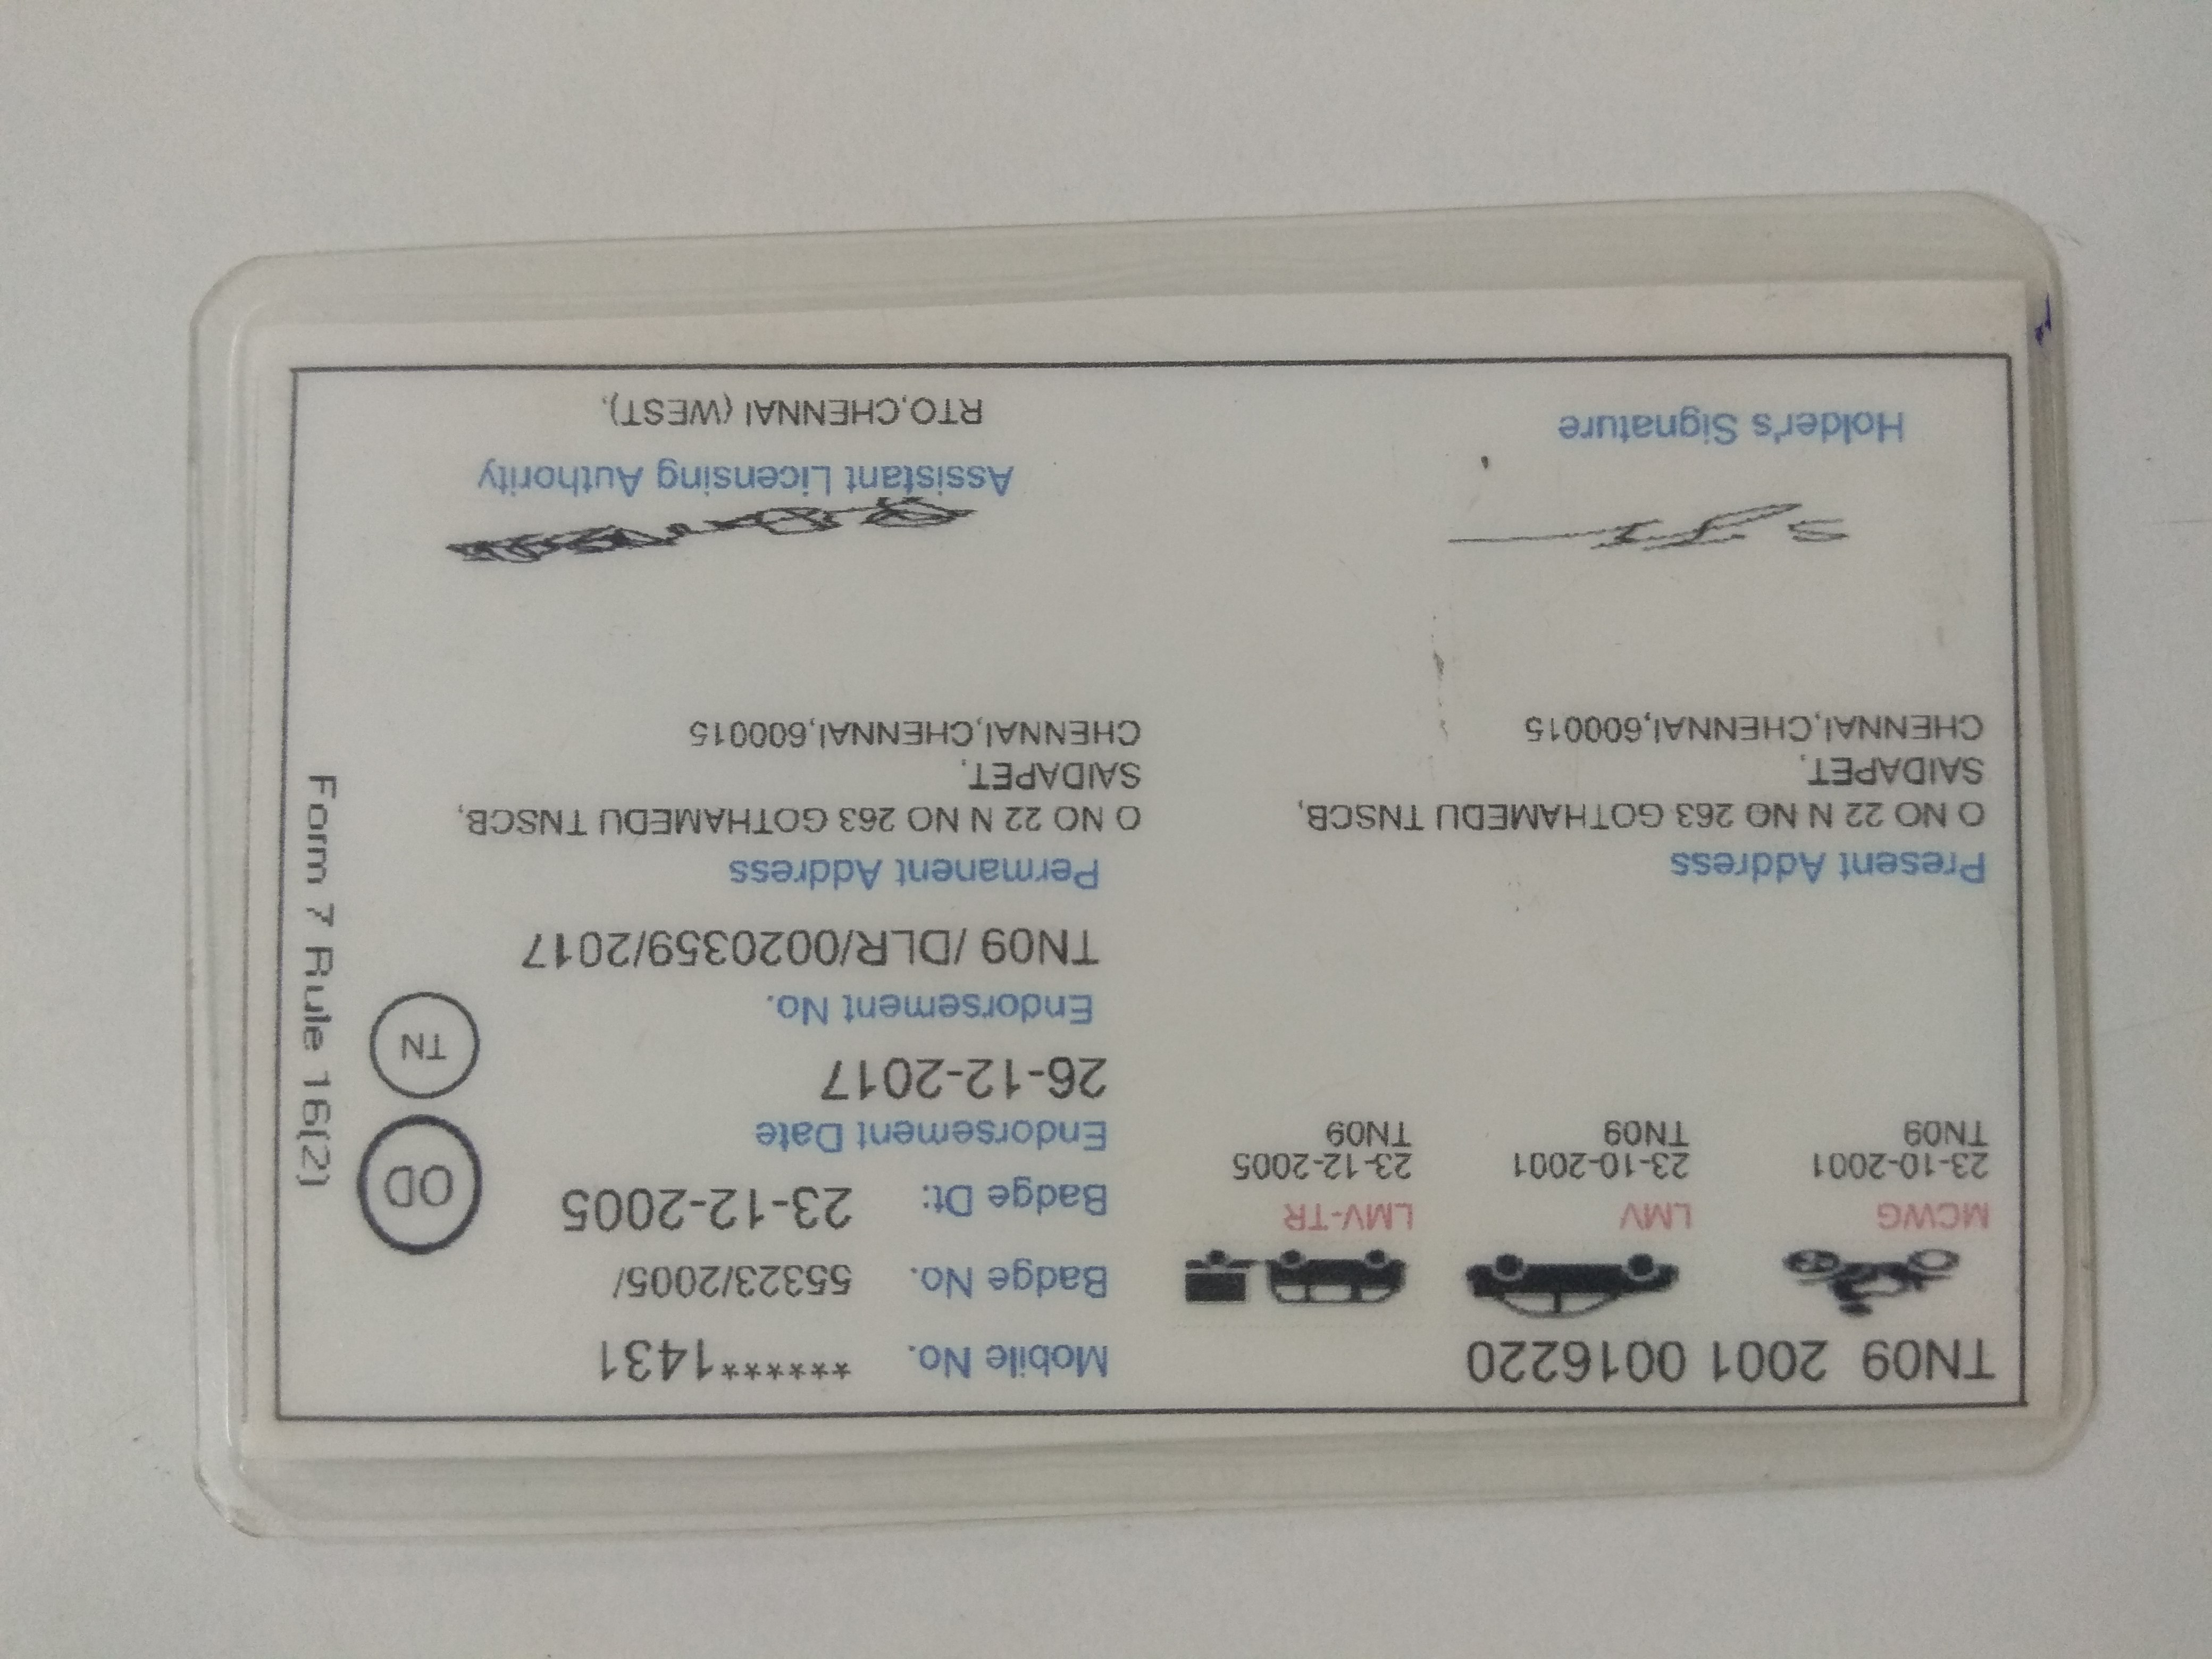 TN09 2001 0016220
MCWG
23-10-2001
TN09
LMV
23-10-2001
TN09
LMV-TR
23-12-2005
TN09
Mobile No. ******1431
Badge No. 55323/2005/
Badge Dt: 23-12-2005
Endorsement Date
26-12-2017
Endorsement No.
TN09 /DLR/0020359/2017
OD
TN
Form 7 Rule 16(2)
Present Address
O NO 22 N NO 263 GOTHAMEDU TNSCB,
SAIDAPET,
CHENNAI,CHENNAI,600015
Permanent Address
O NO 22 N NO 263 GOTHAMEDU TNSCB,
SAIDAPET,
CHENNAI,CHENNAI,600015
Holder's Signature
Assistant Licensing Authority
RTO,CHENNAI (WEST),